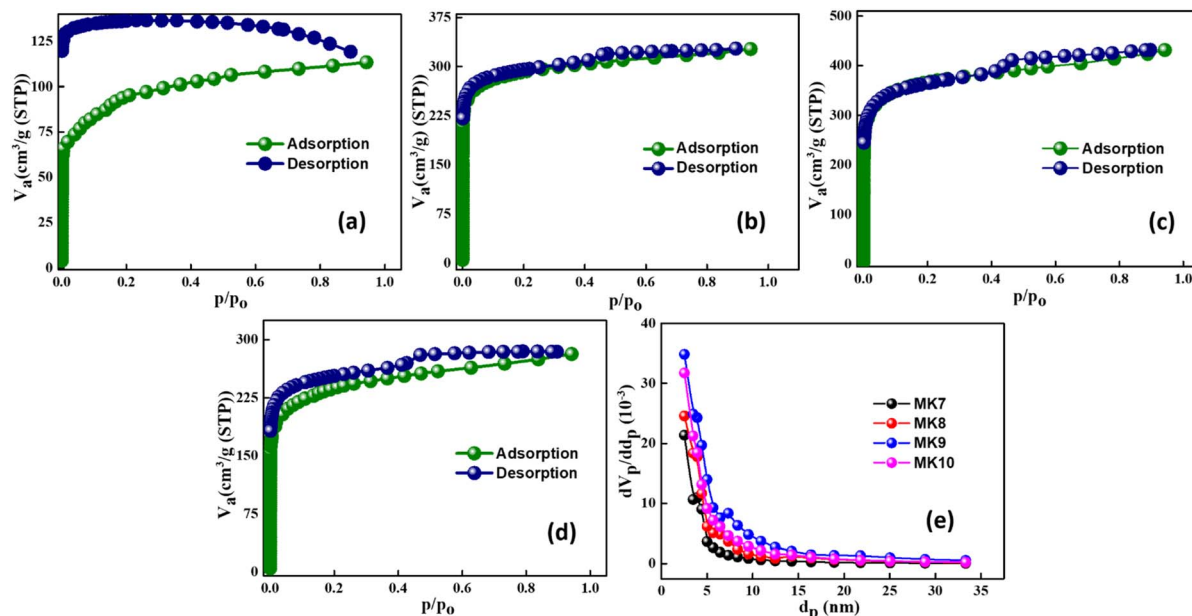 125
100
75
50
25
0
Va(cm³/g (STP))
Adsorption
Desorption
(a)
0.0 0.2 0.4 0.6 0.8 1.0
p/po
375
300
225
150
75
0
Va(cm³/g) (STP))
Adsorption
Desorption
(b)
0.0 0.2 0.4 0.6 0.8 1.0
p/po
500
400
300
200
100
0
Va(cm³/g (STP))
Adsorption
Desorption
(c)
0.0 0.2 0.4 0.6 0.8 1.0
p/po
300
225
150
75
0
Va(cm³/g (STP))
Adsorption
Desorption
(d)
0.0 0.2 0.4 0.6 0.8 1.0
p/po
40
30
20
10
0
dVp/ddp (10⁻³)
MK7
MK8
MK9
MK10
(e)
0 5 10 15 20 25 30 35
dp (nm)